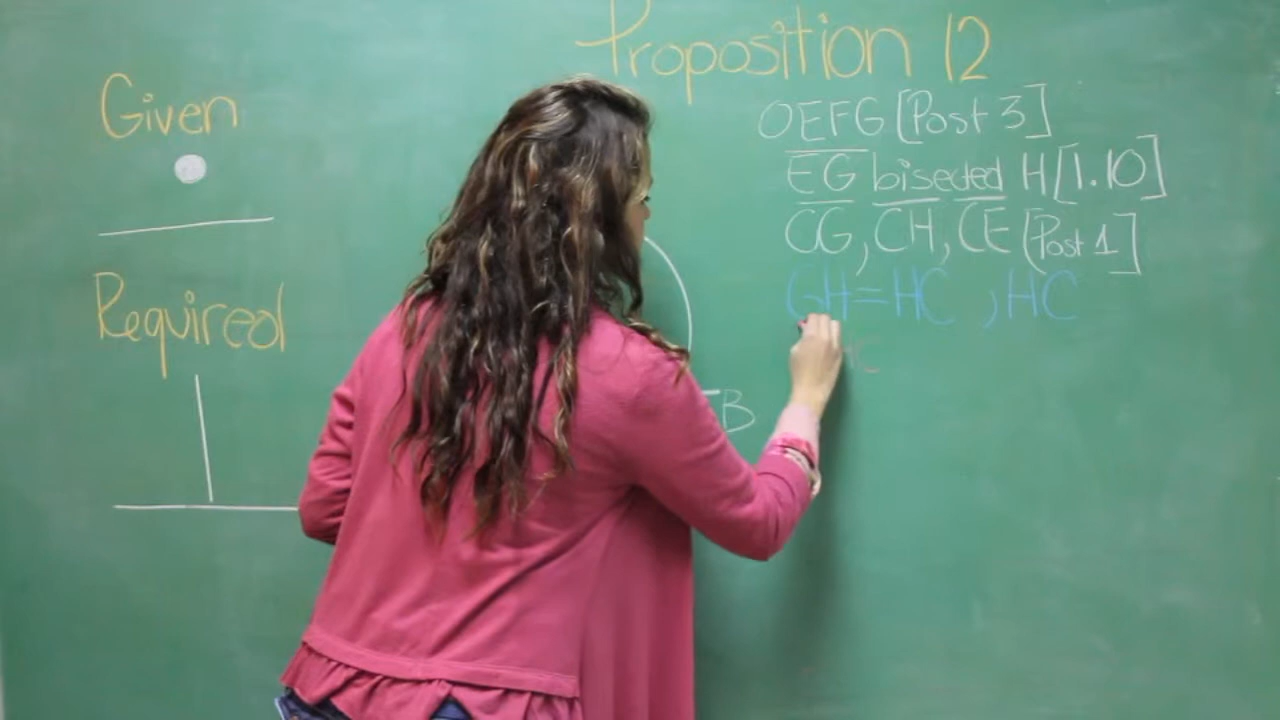 Proposition 12
Given
OEFG [Post 3]
EG bisected H [1.10]
CG, CH, CE [Post 1]
Required
GH=HC , HC
B